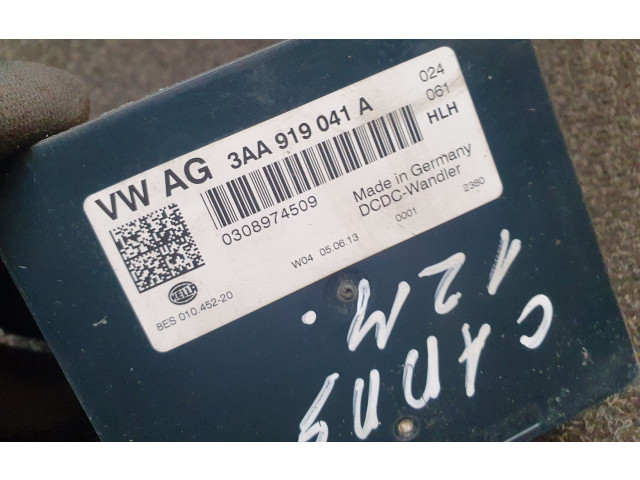 VW AG 3AA 919 041 A
024
061
HLH
0308974509
Made in Germany
DCDC-Wandler
W04 05.06.13
0001
2380
HELLA
8ES 010.452-20
12M.